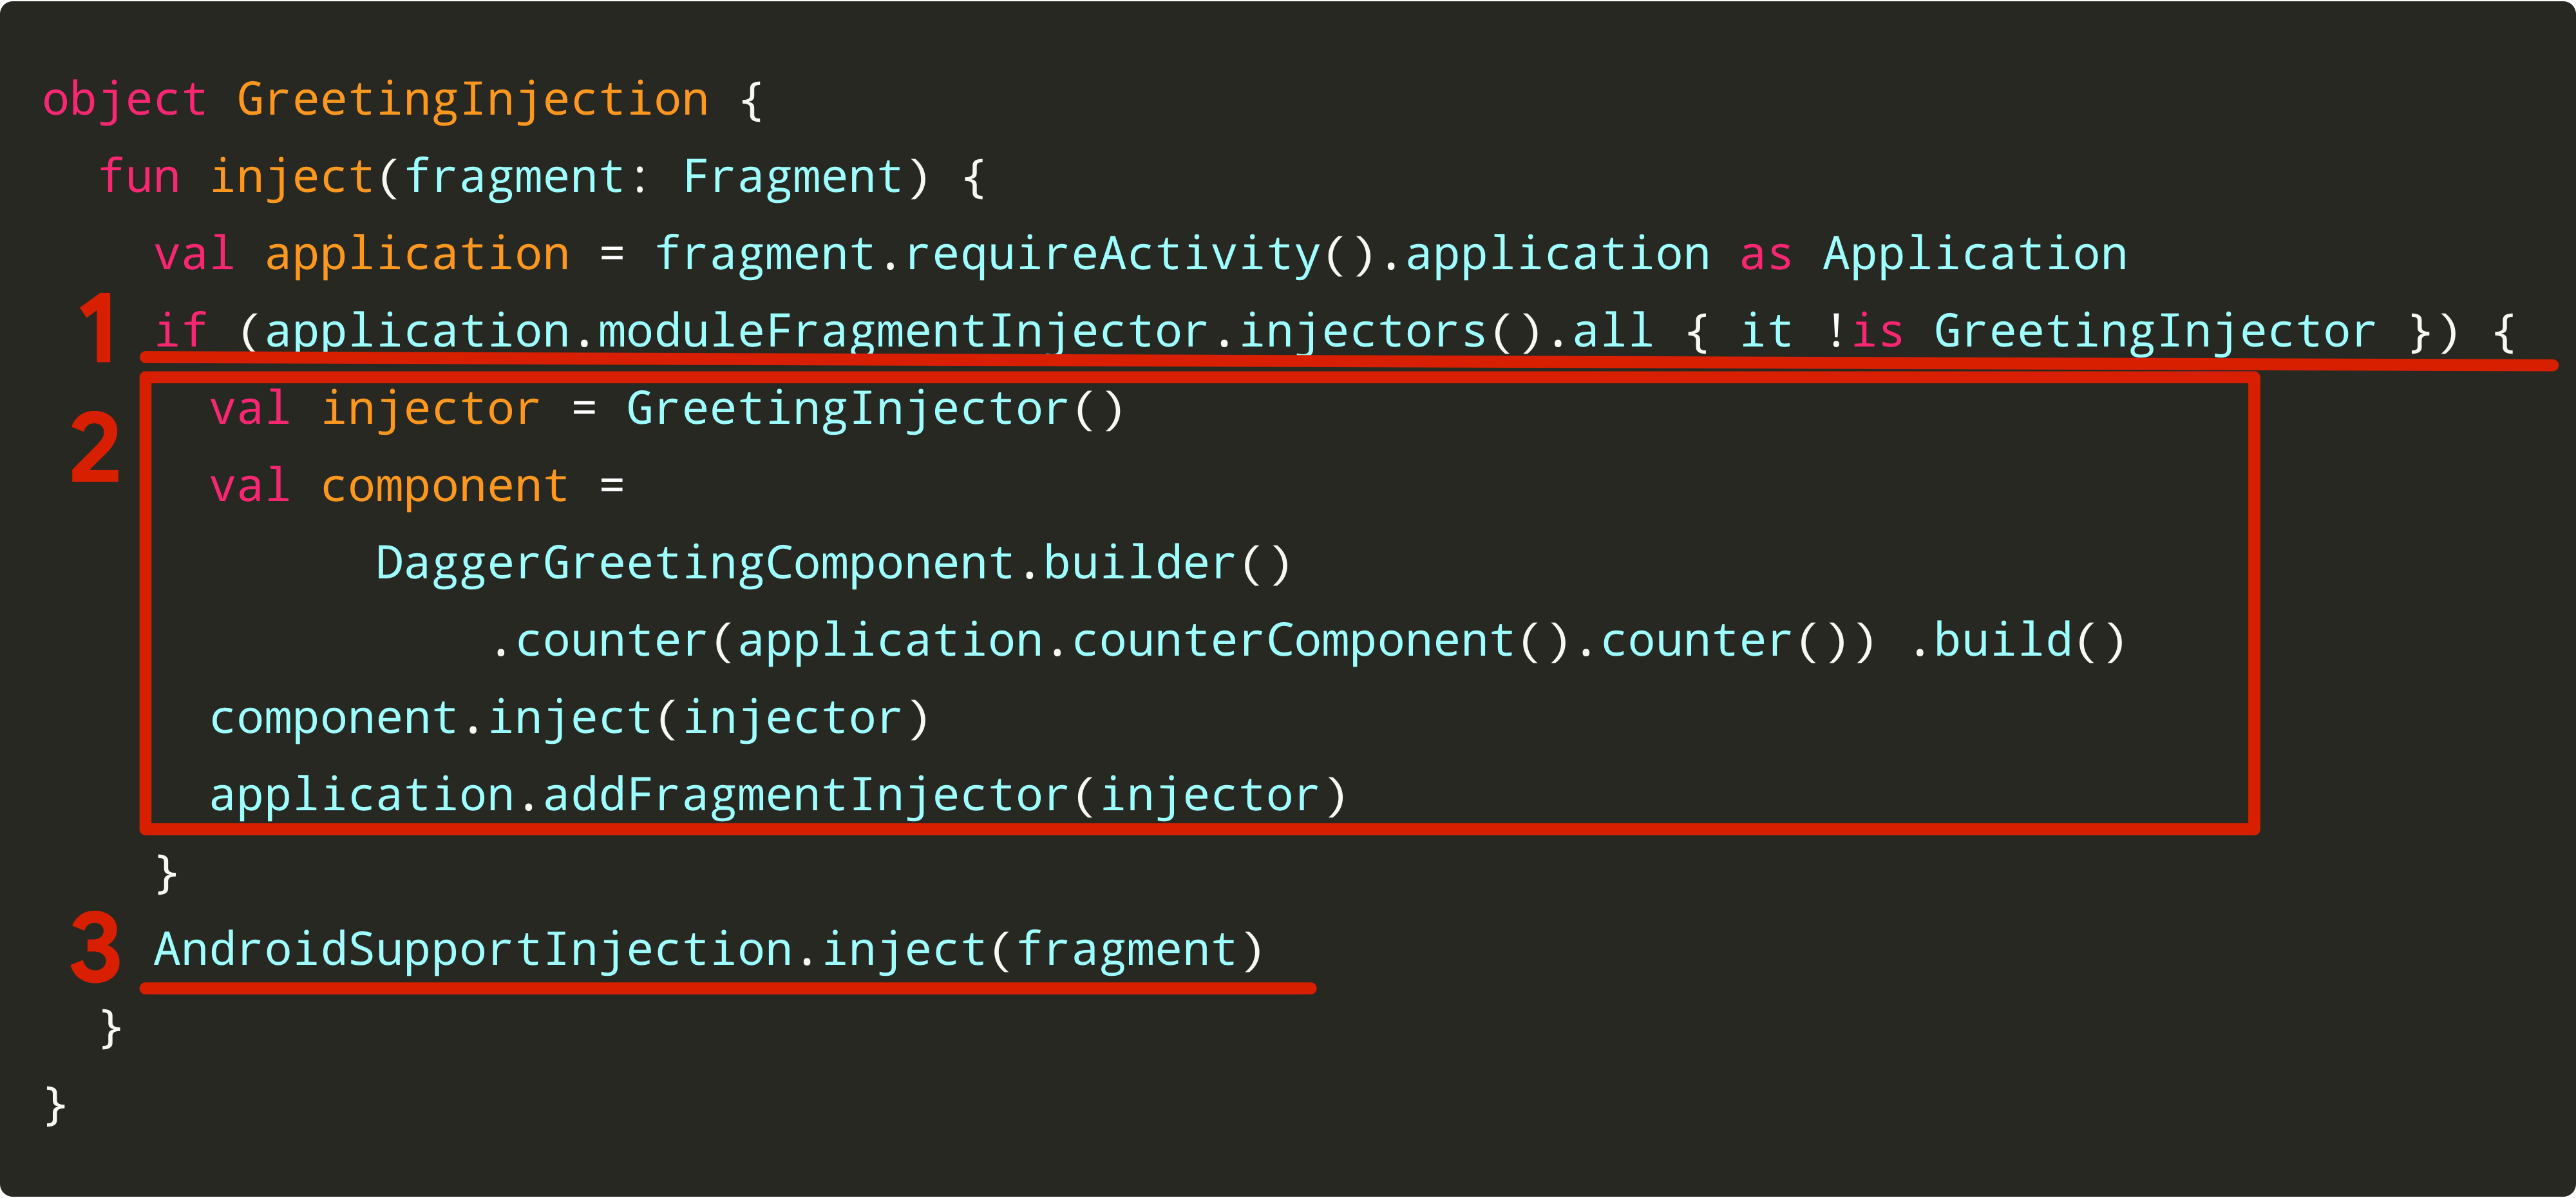 object GreetingInjection {
fun inject(fragment: Fragment) {
val application = fragment.requireActivity().application as Application
1
if (application.moduleFragmentInjector.injectors().all { it !is GreetingInjector }) {
2
val injector = GreetingInjector()
val component =
DaggerGreetingComponent.builder()
.counter(application.counterComponent().counter()) .build()
component.inject(injector)
application.addFragmentInjector(injector)
}
3
AndroidSupportInjection.inject(fragment)
}
}